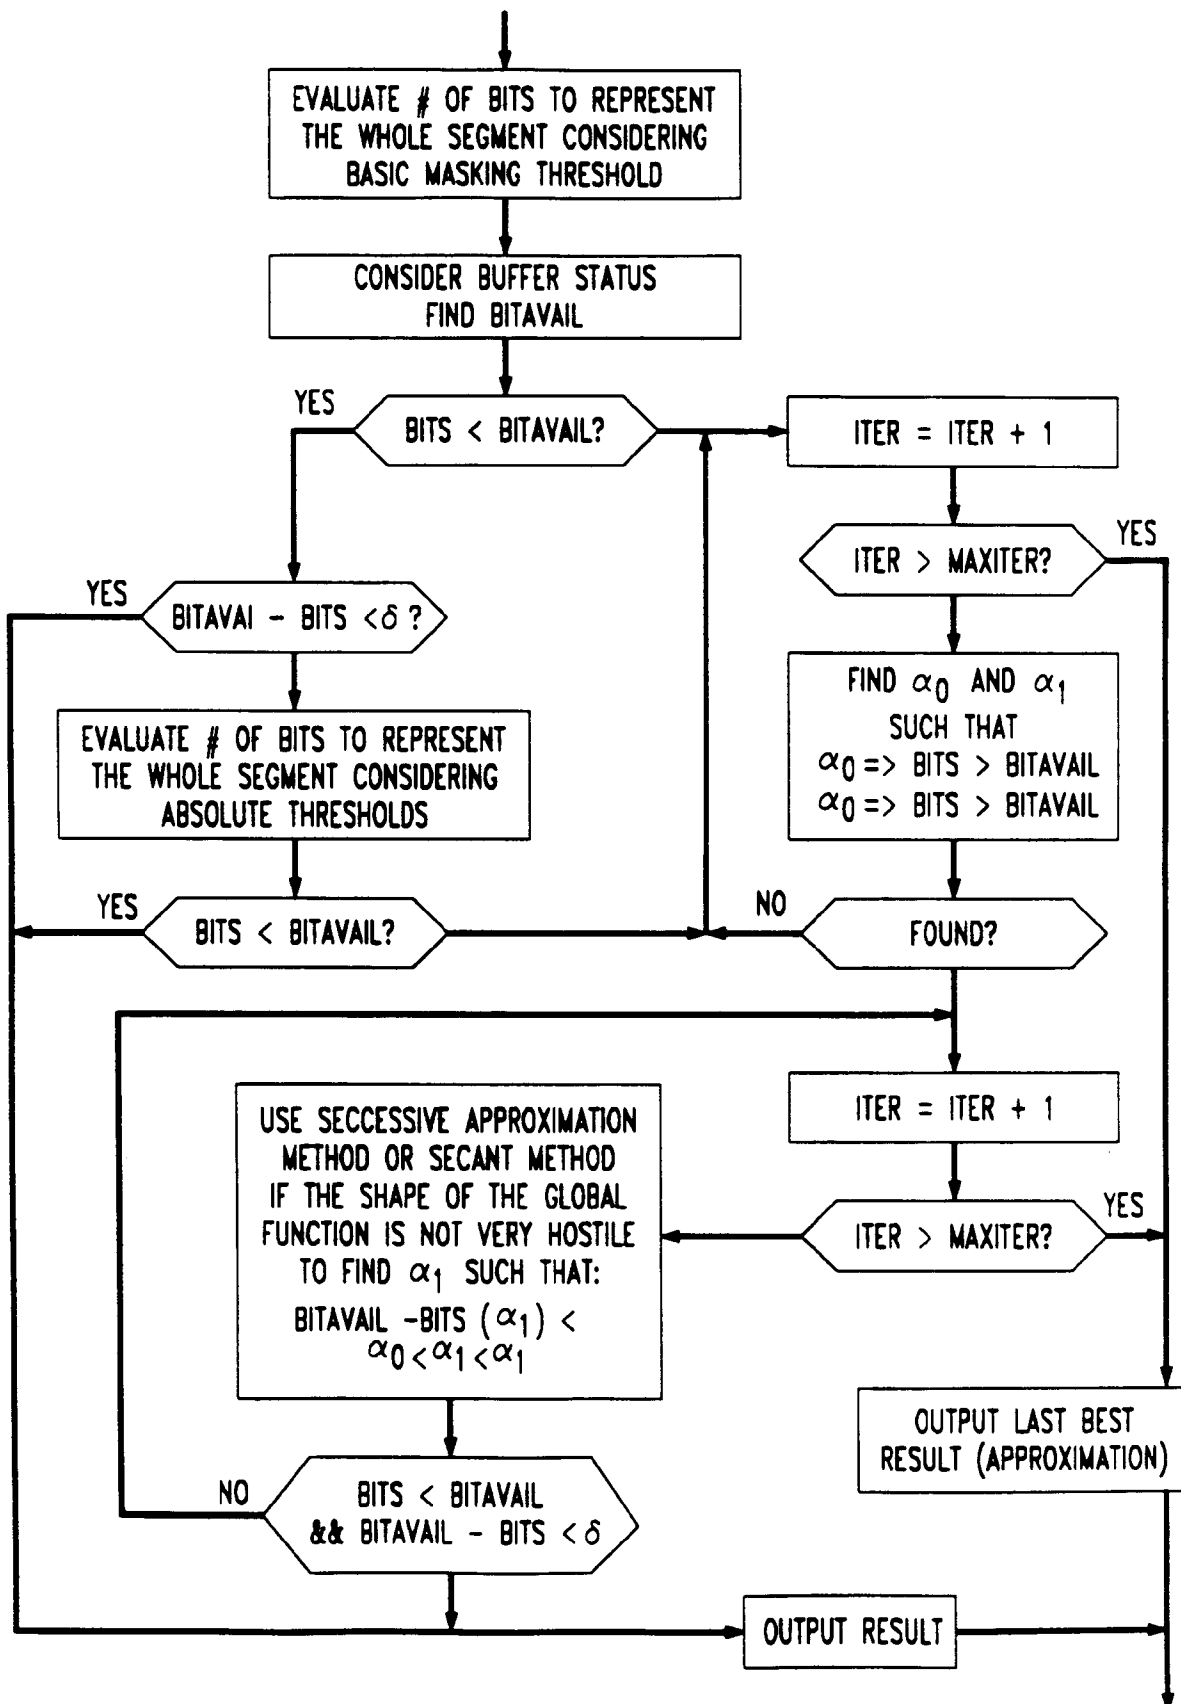 EVALUATE # OF BITS TO REPRESENT
THE WHOLE SEGMENT CONSIDERING
BASIC MASKING THRESHOLD
CONSIDER BUFFER STATUS
FIND BITAVAIL
YES
BITS < BITAVAIL?
ITER = ITER + 1
YES
ITER > MAXITER?
YES
BITAVAI - BITS < δ ?
FIND α0 AND α1
SUCH THAT
α0 => BITS > BITAVAIL
α0 => BITS > BITAVAIL
EVALUATE # OF BITS TO REPRESENT
THE WHOLE SEGMENT CONSIDERING
ABSOLUTE THRESHOLDS
YES
BITS < BITAVAIL?
NO
FOUND?
ITER = ITER + 1
USE SECCESSIVE APPROXIMATION
METHOD OR SECANT METHOD
IF THE SHAPE OF THE GLOBAL
FUNCTION IS NOT VERY HOSTILE
TO FIND α1 SUCH THAT:
BITAVAIL -BITS (α1) <
α0 < α1 < α1
ITER > MAXITER?
YES
OUTPUT LAST BEST
RESULT (APPROXIMATION)
NO
BITS < BITAVAIL
&& BITAVAIL - BITS < δ
OUTPUT RESULT